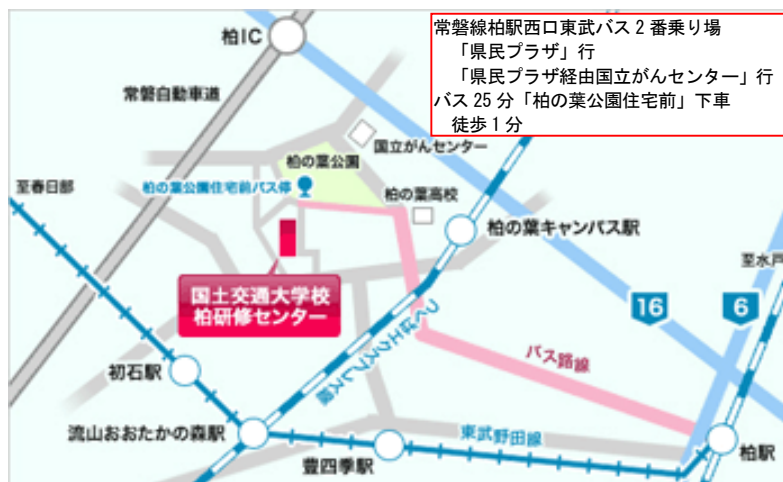 常磐線柏駅西口東武バス2番乗り場
「県民プラザ」行
「県民プラザ経由国立がんセンター」行
バス25分「柏の葉公園住宅前」下車
徒歩1分
柏IC
常磐自動車道
国立がんセンター
柏の葉公園
至春日部
柏の葉公園住宅前バス停
柏の葉高校
柏の葉キャンパス駅
至水戸
国土交通大学校
柏研修センター
16
6
つくばエクスプレス線
バス路線
初石駅
流山おおたかの森駅
東武野田線
豊四季駅
柏駅